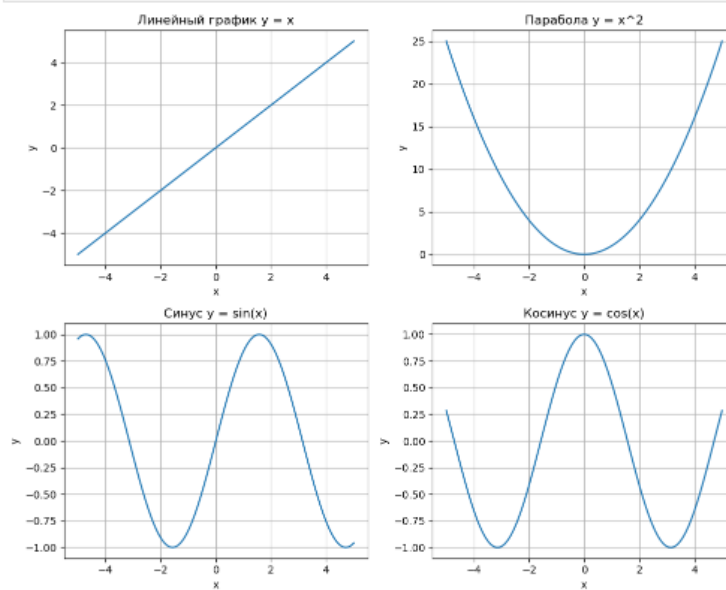 Линейный график y = x
4
2
0
−2
−4
y
−4 −2 0 2 4
x
Парабола y = x^2
25
20
15
10
5
0
y
−4 −2 0 2 4
x
Синус y = sin(x)
1.00
0.75
0.50
0.25
0.00
−0.25
−0.50
−0.75
−1.00
y
−4 −2 0 2 4
x
Косинус y = cos(x)
1.00
0.75
0.50
0.25
0.00
−0.25
−0.50
−0.75
−1.00
y
−4 −2 0 2 4
x